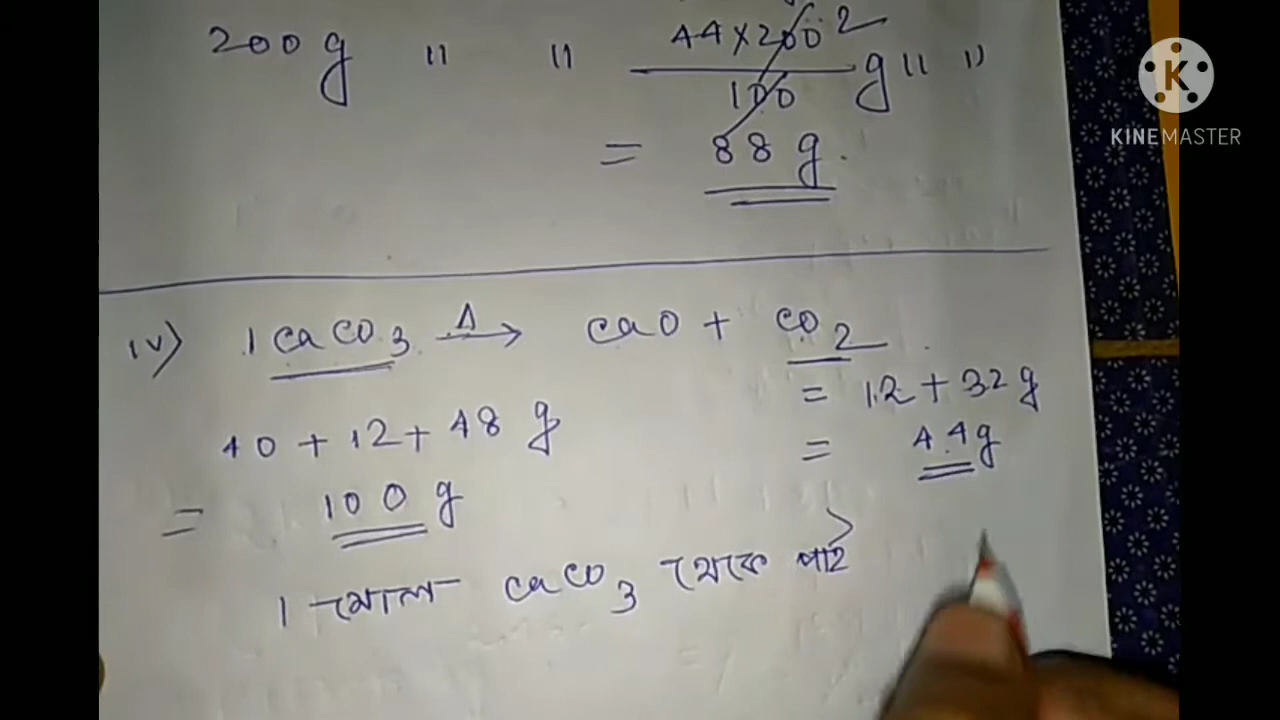 200 g " " 44×200 2
100 g " "
= 88 g.
KINEMASTER
iv) 1 CaCO3 Δ→ CaO + CO2
= 12 + 32 g
40 + 12 + 48 g
= 44g
= 100 g
1 মোল CaCO3 থেকে পাই